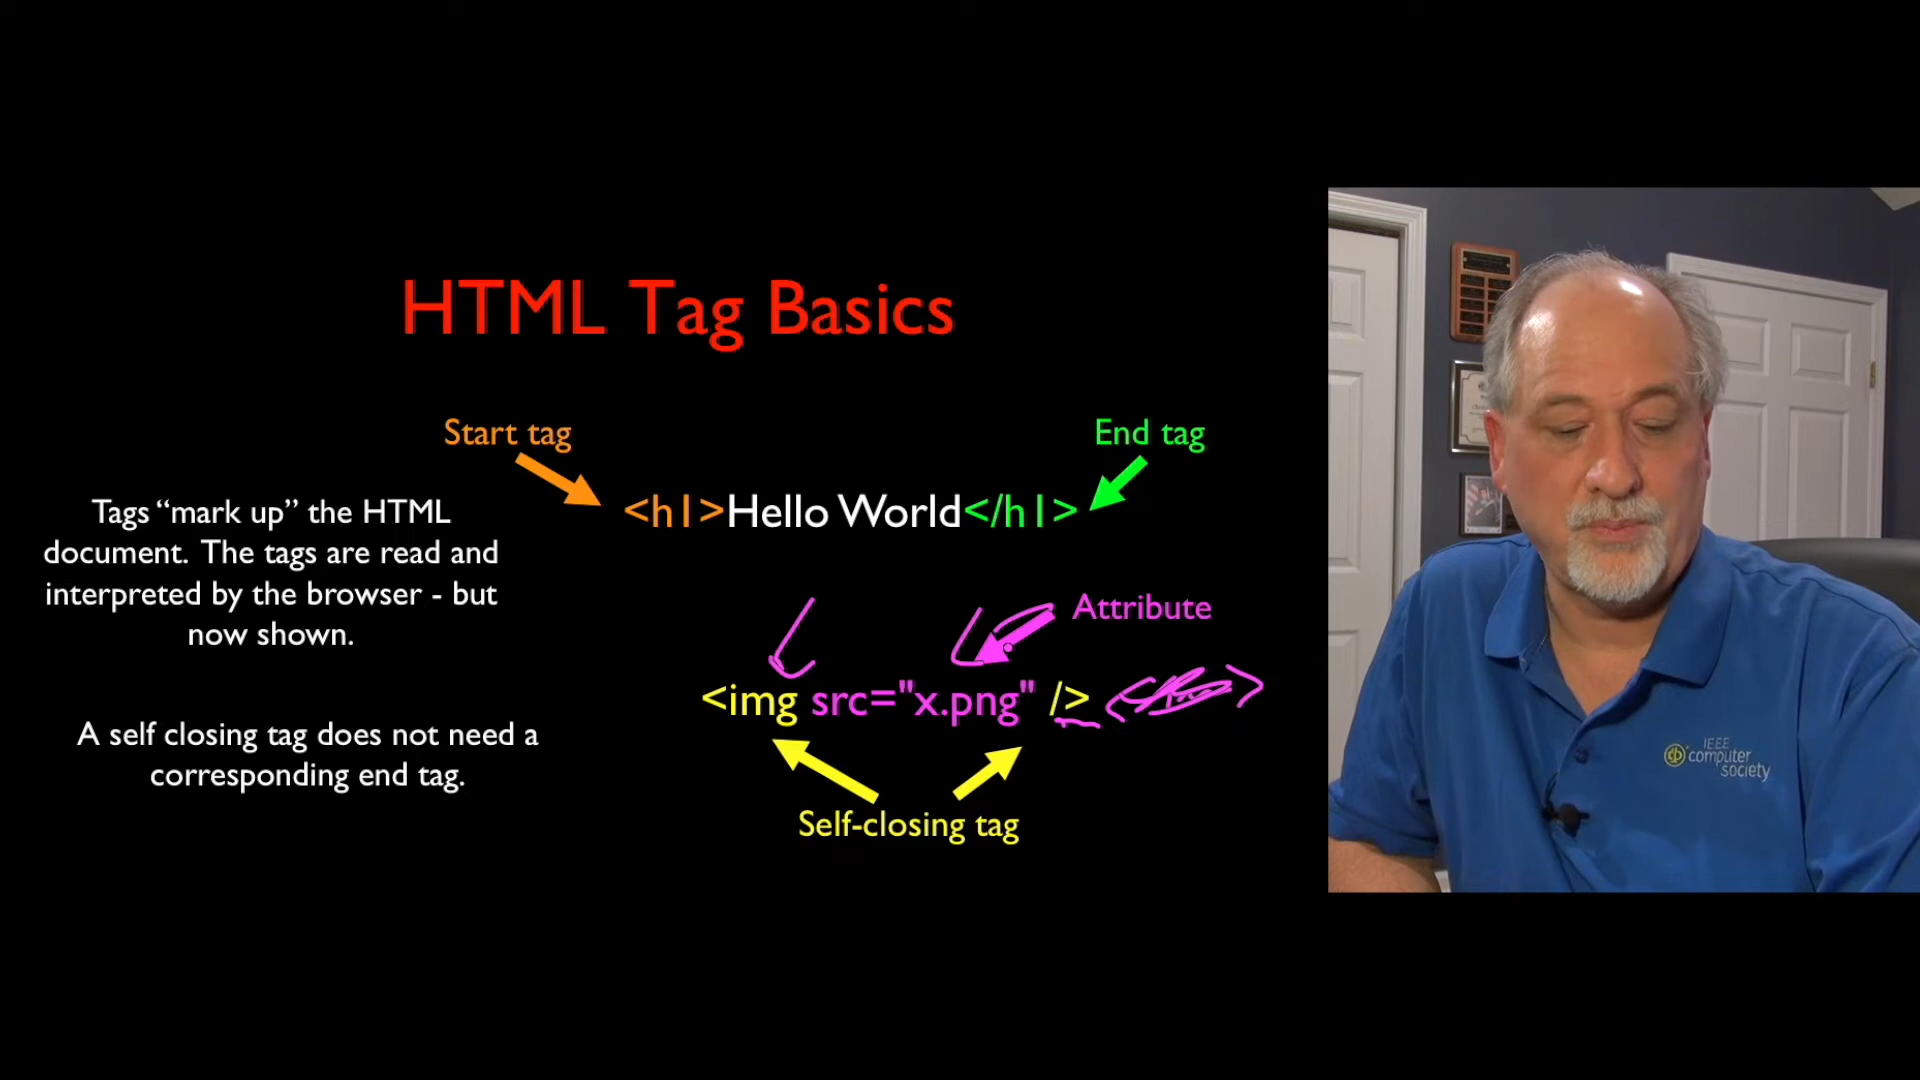 HTML Tag Basics
Start tag
End tag
<h1>Hello World</h1>
Tags “mark up” the HTML
document. The tags are read and
interpreted by the browser - but
now shown.
Attribute
<img src="x.png" />
A self closing tag does not need a
corresponding end tag.
Self-closing tag
IEEE
computer
society